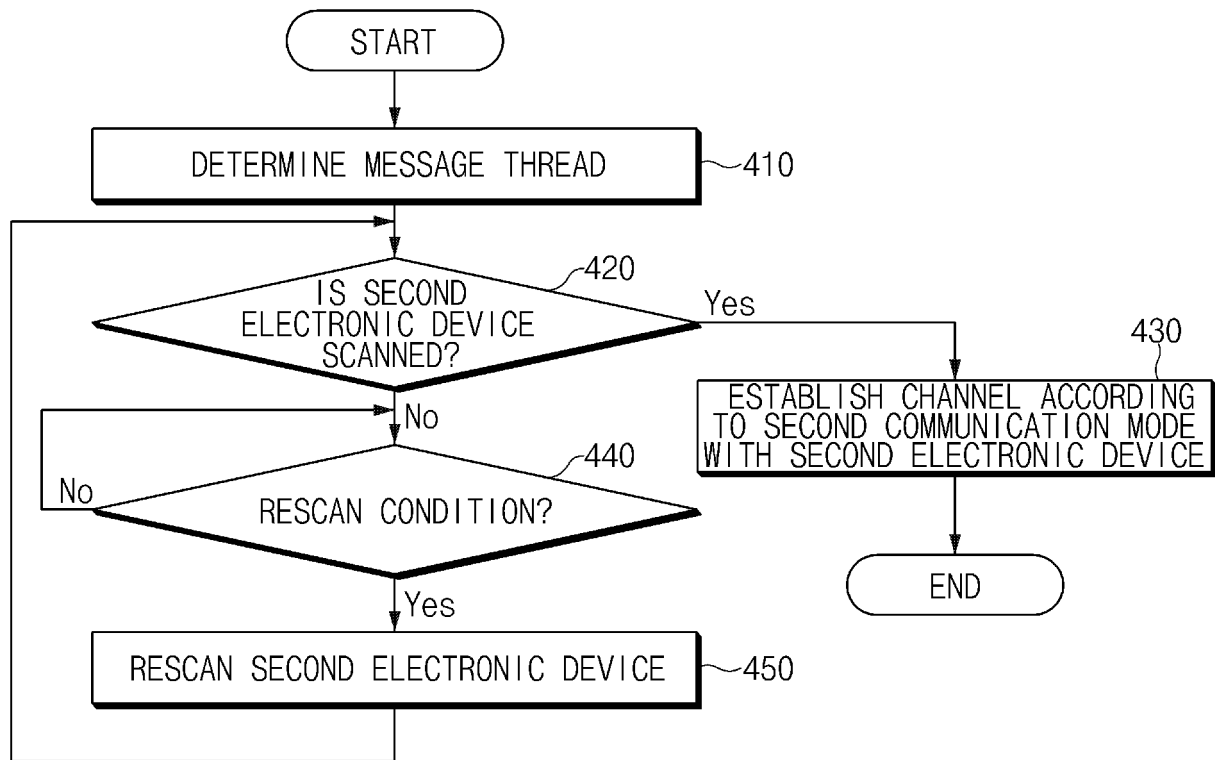 START
DETERMINE MESSAGE THREAD
410
420
IS SECOND
ELECTRONIC DEVICE
SCANNED?
Yes
No
430
ESTABLISH CHANNEL ACCORDING
TO SECOND COMMUNICATION MODE
WITH SECOND ELECTRONIC DEVICE
440
No
RESCAN CONDITION?
END
Yes
RESCAN SECOND ELECTRONIC DEVICE
450